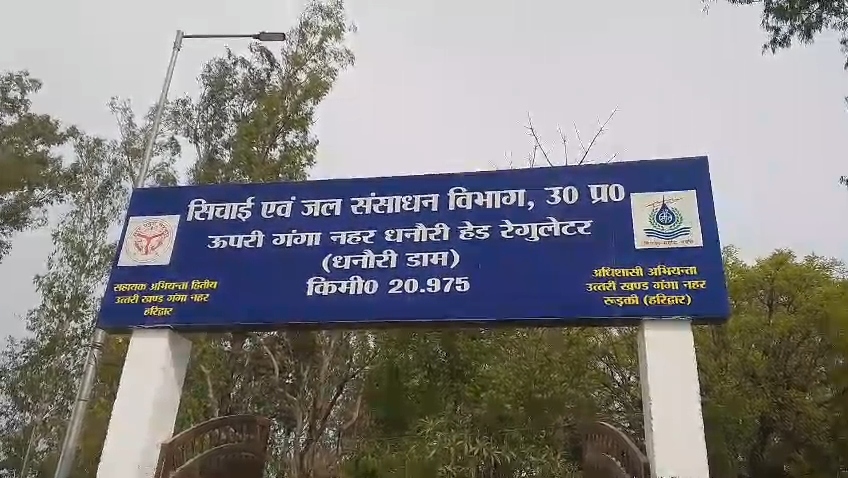 सिचाई एवं जल संसाधन विभाग, उ0 प्र0
ऊपरी गंगा नहर धनौरी हेड रेगुलेटर
(धनौरी डाम)
किमी0 20.975
सहायक अभियन्ता द्वितीय
उत्तरी खण्ड गंगा नहर
हरिद्वार
अधिशासी अभियन्ता
उत्तरी खण्ड गंगा नहर
रूड़की (हरिद्वार)